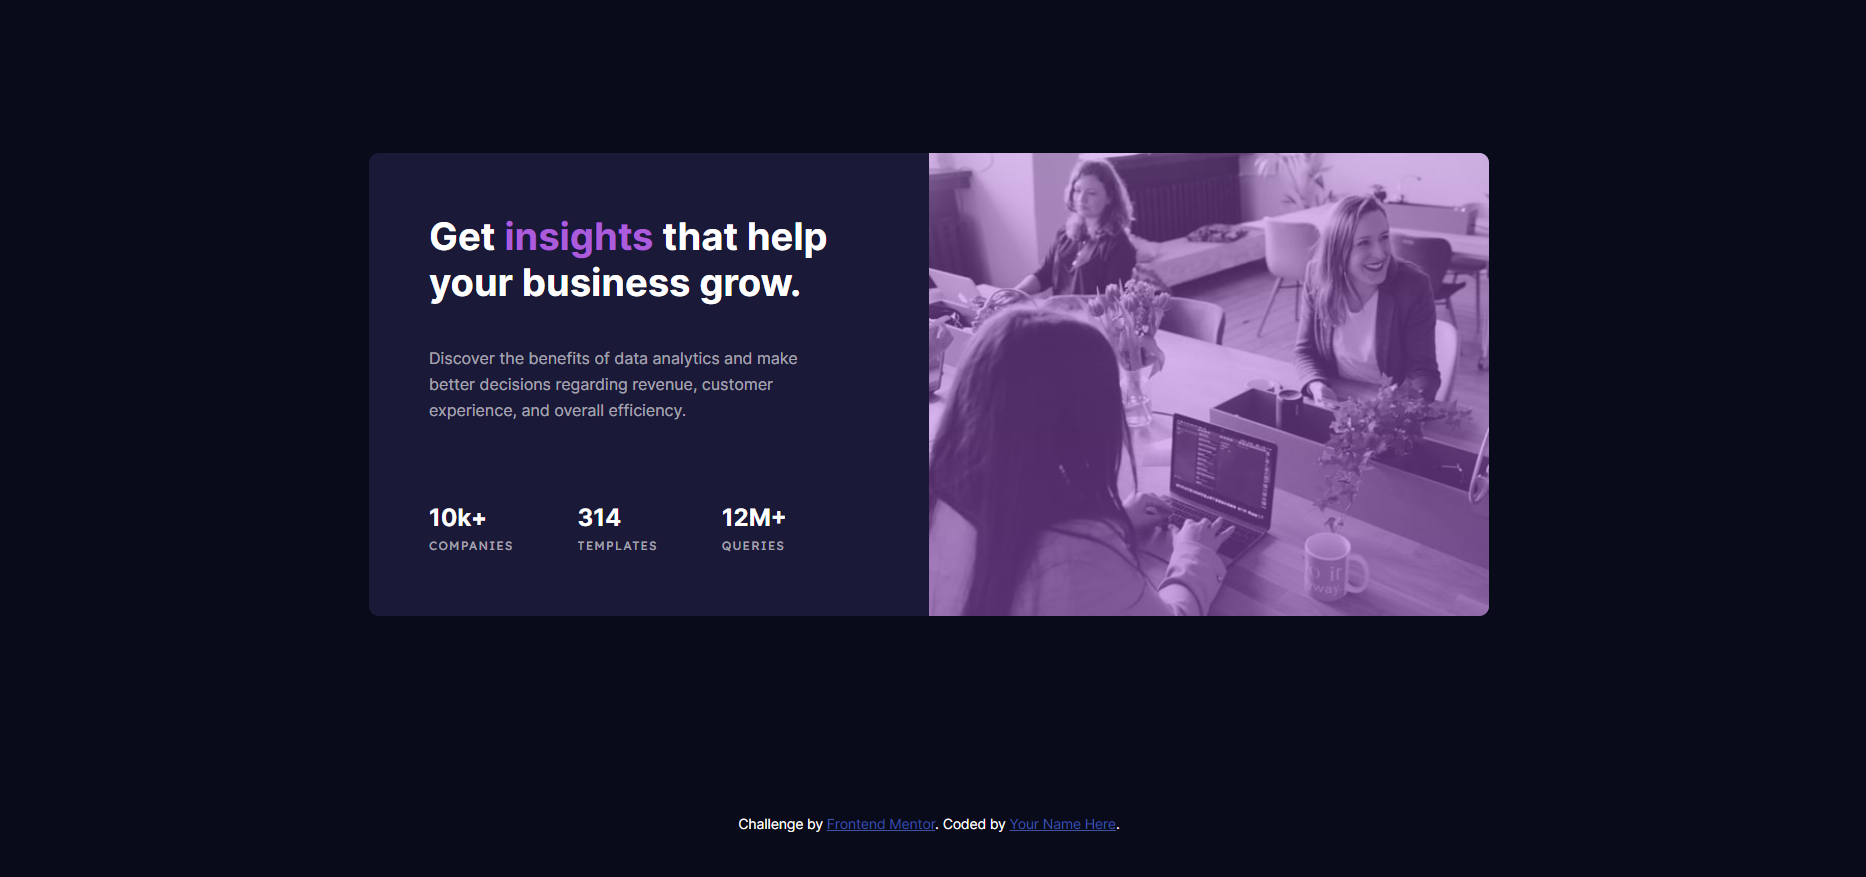 Get insights that help
your business grow.
Discover the benefits of data analytics and make
better decisions regarding revenue, customer
experience, and overall efficiency.
10k+ 314 12M+
COMPANIES TEMPLATES QUERIES
Challenge by Frontend Mentor. Coded by Your Name Here.